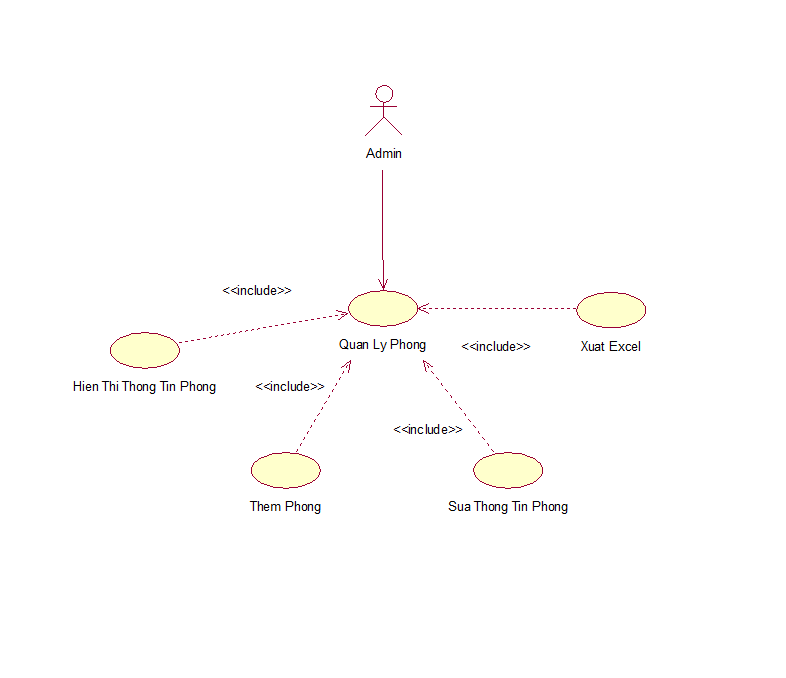 Admin
<<include>>
Quan Ly Phong
<<include>>
Xuat Excel
Hien Thi Thong Tin Phong
<<include>>
<<include>>
Them Phong
Sua Thong Tin Phong